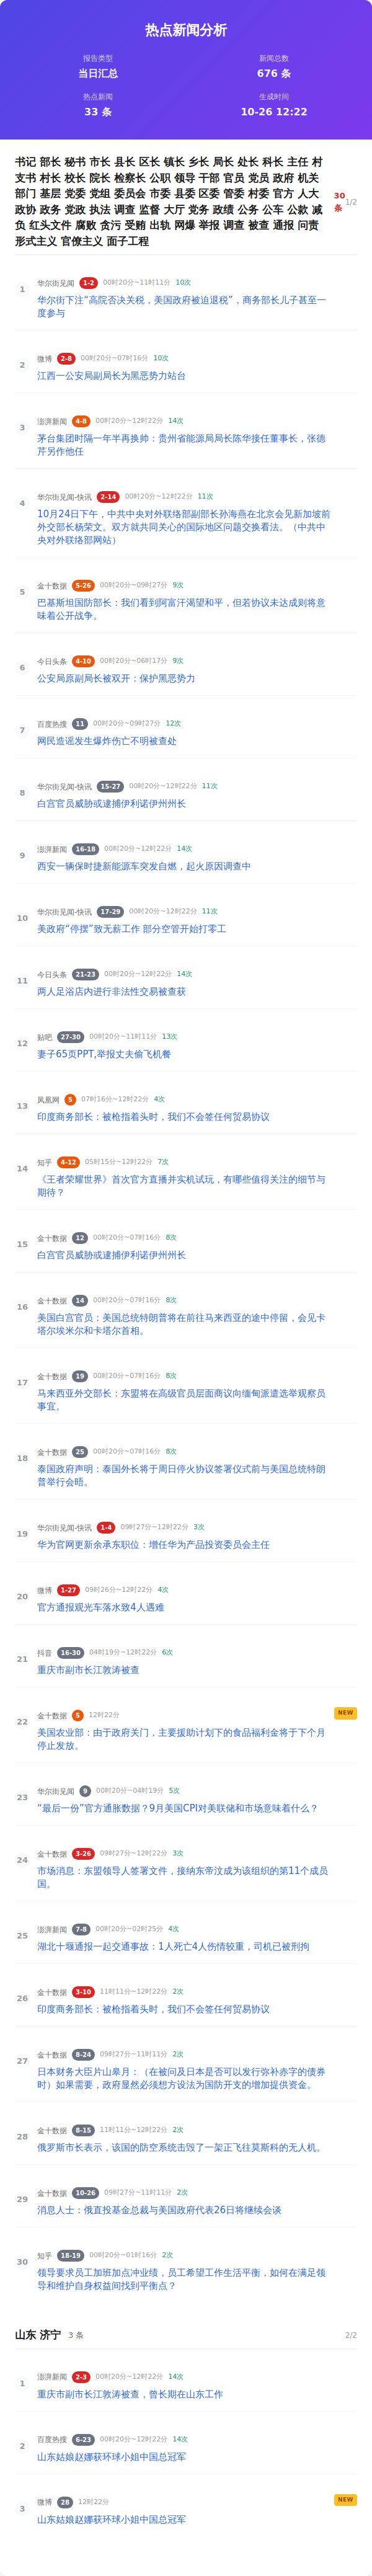 热点新闻分析
报告类型
当日汇总
新闻总数
676 条
热点新闻
33 条
生成时间
10-26 12:22
书记 部长 秘书 市长 县长 区长 镇长 乡长 局长 处长 科长 主任 村
支书 村长 校长 院长 检察长 公职 领导 干部 官员 党员 政府 机关
部门 基层 党委 党组 委员会 市委 县委 区委 管委 村委 官方 人大
政协 政务 党政 执法 调查 监督 大厅 党务 政绩 公务 公车 公款 减
负 红头文件 腐败 贪污 受贿 出轨 网爆 举报 调查 被查 通报 问责
形式主义 官僚主义 面子工程
30
条
1/2
1
华尔街见闻 1-2 00时20分~11时11分 10次
华尔街下注“高院否决关税，美国政府被迫退税”，商务部长儿子甚至一
度参与
2
微博 2-8 00时20分~07时16分 10次
江西一公安局副局长为黑恶势力站台
3
澎湃新闻 4-8 00时20分~12时22分 14次
茅台集团时隔一年半再换帅：贵州省能源局局长陈华接任董事长，张德
芹另作他任
4
华尔街见闻-快讯 2-14 00时20分~12时22分 11次
10月24日下午，中共中央对外联络部副部长孙海燕在北京会见新加坡前
外交部长杨荣文。双方就共同关心的国际地区问题交换看法。（中共中
央对外联络部网站）
5
金十数据 5-26 00时20分~09时27分 9次
巴基斯坦国防部长：我们看到阿富汗渴望和平，但若协议未达成则将意
味着公开战争。
6
今日头条 4-10 00时20分~06时17分 9次
公安局原副局长被双开：保护黑恶势力
7
百度热搜 11 00时20分~09时27分 12次
网民造谣发生爆炸伤亡不明被查处
8
华尔街见闻-快讯 15-27 00时20分~12时22分 11次
白宫官员威胁或逮捕伊利诺伊州州长
9
澎湃新闻 16-18 00时20分~12时22分 14次
西安一辆保时捷新能源车突发自燃，起火原因调查中
10
华尔街见闻-快讯 17-29 00时20分~12时22分 11次
美政府“停摆”致无薪工作 部分空管开始打零工
11
今日头条 21-23 00时20分~12时22分 14次
两人足浴店内进行非法性交易被查获
12
贴吧 27-30 00时20分~11时11分 13次
妻子65页PPT,举报丈夫偷飞机餐
13
凤凰网 5 07时16分~12时22分 4次
印度商务部长：被枪指着头时，我们不会签任何贸易协议
14
知乎 4-12 05时15分~12时22分 7次
《王者荣耀世界》首次官方直播并实机试玩，有哪些值得关注的细节与
期待？
15
金十数据 12 00时20分~07时16分 8次
白宫官员威胁或逮捕伊利诺伊州州长
16
金十数据 14 00时20分~07时16分 8次
美国白宫官员：美国总统特朗普将在前往马来西亚的途中停留，会见卡
塔尔埃米尔和卡塔尔首相。
17
金十数据 19 00时20分~07时16分 8次
马来西亚外交部长：东盟将在高级官员层面商议向缅甸派遣选举观察员
事宜。
18
金十数据 25 00时20分~07时16分 8次
泰国政府声明：泰国外长将于周日停火协议签署仪式前与美国总统特朗
普举行会晤。
19
华尔街见闻-快讯 1-4 09时27分~12时22分 3次
华为官网更新余承东职位：增任华为产品投资委员会主任
20
微博 1-27 09时26分~12时22分 4次
官方通报观光车落水致4人遇难
21
抖音 16-30 04时19分~12时22分 6次
重庆市副市长江敦涛被查
22
金十数据 5 12时22分
NEW
美国农业部：由于政府关门，主要援助计划下的食品福利金将于下个月
停止发放。
23
华尔街见闻 9 00时20分~04时19分 5次
“最后一份”官方通胀数据？9月美国CPI对美联储和市场意味着什么？
24
金十数据 3-26 09时27分~12时22分 3次
市场消息：东盟领导人签署文件，接纳东帝汶成为该组织的第11个成员
国。
25
澎湃新闻 7-8 00时20分~02时25分 4次
湖北十堰通报一起交通事故：1人死亡4人伤情较重，司机已被刑拘
26
金十数据 3-10 11时11分~12时22分 2次
印度商务部长：被枪指着头时，我们不会签任何贸易协议
27
金十数据 8-24 09时27分~11时11分 2次
日本财务大臣片山皋月：（在被问及日本是否可以发行弥补赤字的债券
时）如果需要，政府显然必须想方设法为国防开支的增加提供资金。
28
金十数据 8-15 11时11分~12时22分 2次
俄罗斯市长表示，该国的防空系统击毁了一架正飞往莫斯科的无人机。
29
金十数据 10-26 09时27分~11时11分 2次
消息人士：俄直投基金总裁与美国政府代表26日将继续会谈
30
知乎 18-19 00时20分~01时16分 2次
领导要求员工加班加点冲业绩，员工希望工作生活平衡，如何在满足领
导和维护自身权益间找到平衡点？
山东 济宁 3 条
2/2
1
澎湃新闻 2-3 00时20分~12时22分 14次
重庆市副市长江敦涛被查，曾长期在山东工作
2
百度热搜 6-23 00时20分~12时22分 14次
山东姑娘赵娜获环球小姐中国总冠军
3
微博 28 12时22分
NEW
山东姑娘赵娜获环球小姐中国总冠军